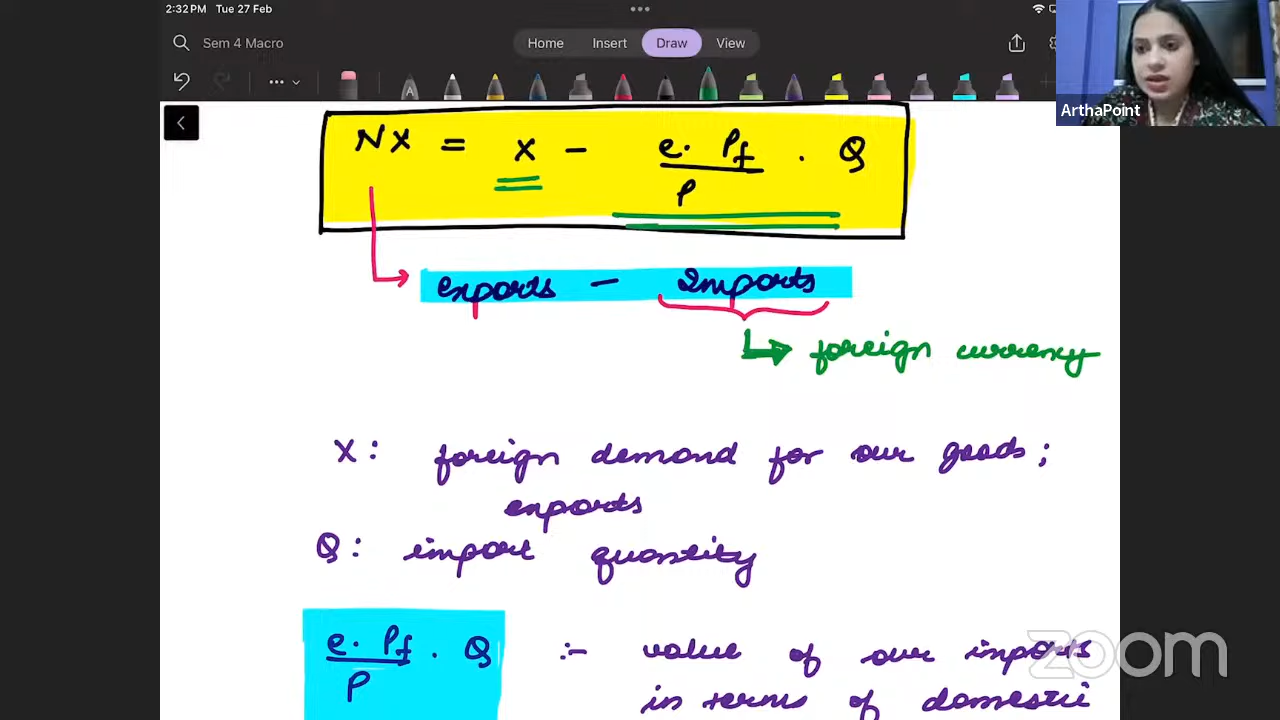 2:32 PM Tue 27 Feb
Sem 4 Macro
Home Insert Draw View
A
ArthaPoint
NX = X - e. Pf / P . Q
exports - Imports
foreign currency
X: foreign demand for our goods;
exports
Q: import quantity
e. Pf / P . Q :- value of our imports
in terms of domestic
zoom